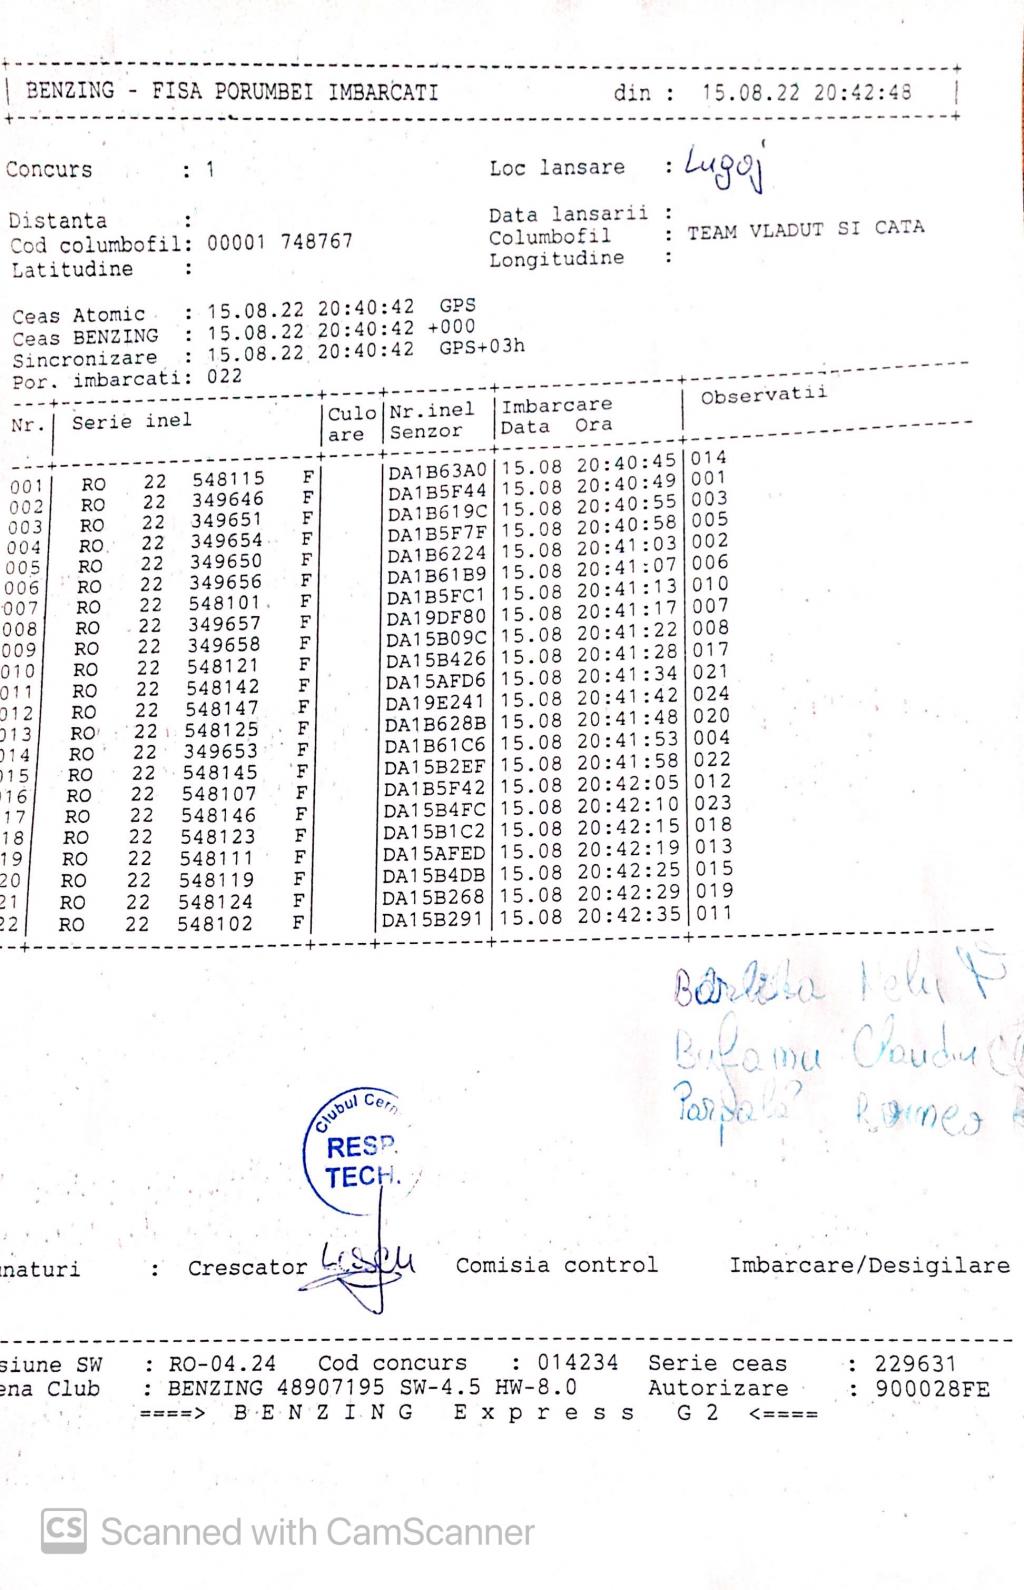 BENZING - FISA PORUMBEI IMBARCATI din : 15.08.22 20:42:48
Concurs : 1 Loc lansare : Lugoj
Distanta : Data lansarii :
Cod columbofil: 00001 748767 Columbofil : TEAM VLADUT SI CATA
Latitudine : Longitudine :
Ceas Atomic : 15.08.22 20:40:42 GPS
Ceas BENZING : 15.08.22 20:40:42 +000
Sincronizare : 15.08.22 20:40:42 GPS+03h
Por. imbarcati: 022
Nr. Serie inel Culo Nr.inel Imbarcare Observatii
are Senzor Data Ora
001 RO 22 548115 F DA1B63A0 15.08 20:40:45 014
002 RO 22 349646 F DA1B5F44 15.08 20:40:49 001
003 RO 22 349651 F DA1B619C 15.08 20:40:55 003
004 RO 22 349654 F DA1B5F7F 15.08 20:40:58 005
005 RO 22 349650 F DA1B6224 15.08 20:41:03 002
006 RO 22 349656 F DA1B61B9 15.08 20:41:07 006
007 RO 22 548101 F DA1B5FC1 15.08 20:41:13 010
008 RO 22 349657 F DA19DF80 15.08 20:41:17 007
009 RO 22 349658 F DA15B09C 15.08 20:41:22 008
010 RO 22 548121 F DA15B426 15.08 20:41:28 017
011 RO 22 548142 F DA15AFD6 15.08 20:41:34 021
012 RO 22 548147 F DA19E241 15.08 20:41:42 024
013 RO 22 548125 F DA1B628B 15.08 20:41:48 020
014 RO 22 349653 F DA1B61C6 15.08 20:41:53 004
015 RO 22 548145 F DA15B2EF 15.08 20:41:58 022
016 RO 22 548107 F DA1B5F42 15.08 20:42:05 012
17 RO 22 548146 F DA15B4FC 15.08 20:42:10 023
18 RO 22 548123 F DA15B1C2 15.08 20:42:15 018
19 RO 22 548111 F DA15AFED 15.08 20:42:19 013
20 RO 22 548119 F DA15B4DB 15.08 20:42:25 015
21 RO 22 548124 F DA15B268 15.08 20:42:29 019
22 RO 22 548102 F DA15B291 15.08 20:42:35 011
Nelu
Claudiu
Romeo
Clubul Cern
RESP.
TECH.
naturi : Crescator Comisia control Imbarcare/Desigilare
siune SW : RO-04.24 Cod concurs : 014234 Serie ceas : 229631
ena Club : BENZING 48907195 SW-4.5 HW-8.0 Autorizare : 900028FE
====> B E N Z I N G E x p r e s s G 2 <====
CS Scanned with CamScanner